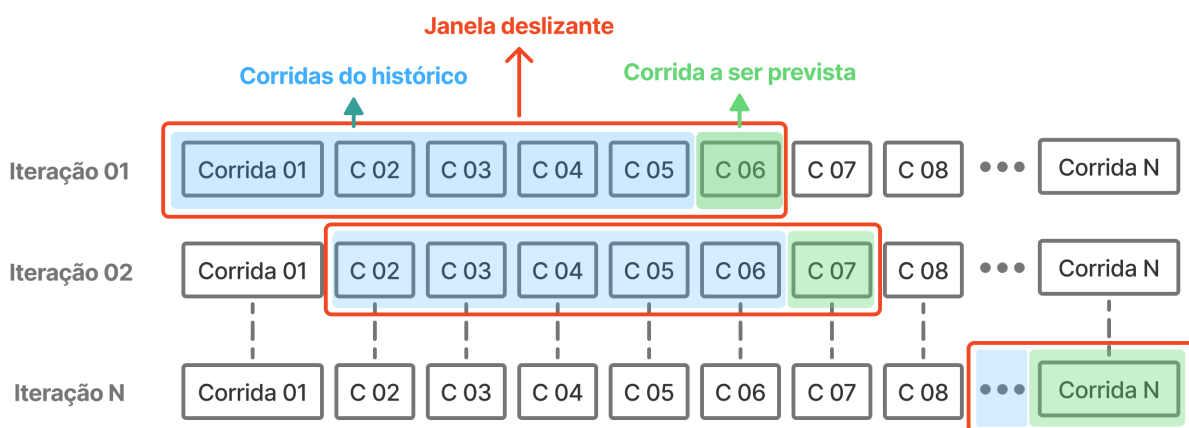 Janela deslizante
Corridas do histórico
Corrida a ser prevista
Iteração 01 Corrida 01 C 02 C 03 C 04 C 05 C 06 C 07 C 08 ••• Corrida N
Iteração 02 Corrida 01 C 02 C 03 C 04 C 05 C 06 C 07 C 08 ••• Corrida N
Iteração N Corrida 01 C 02 C 03 C 04 C 05 C 06 C 07 C 08 ••• Corrida N